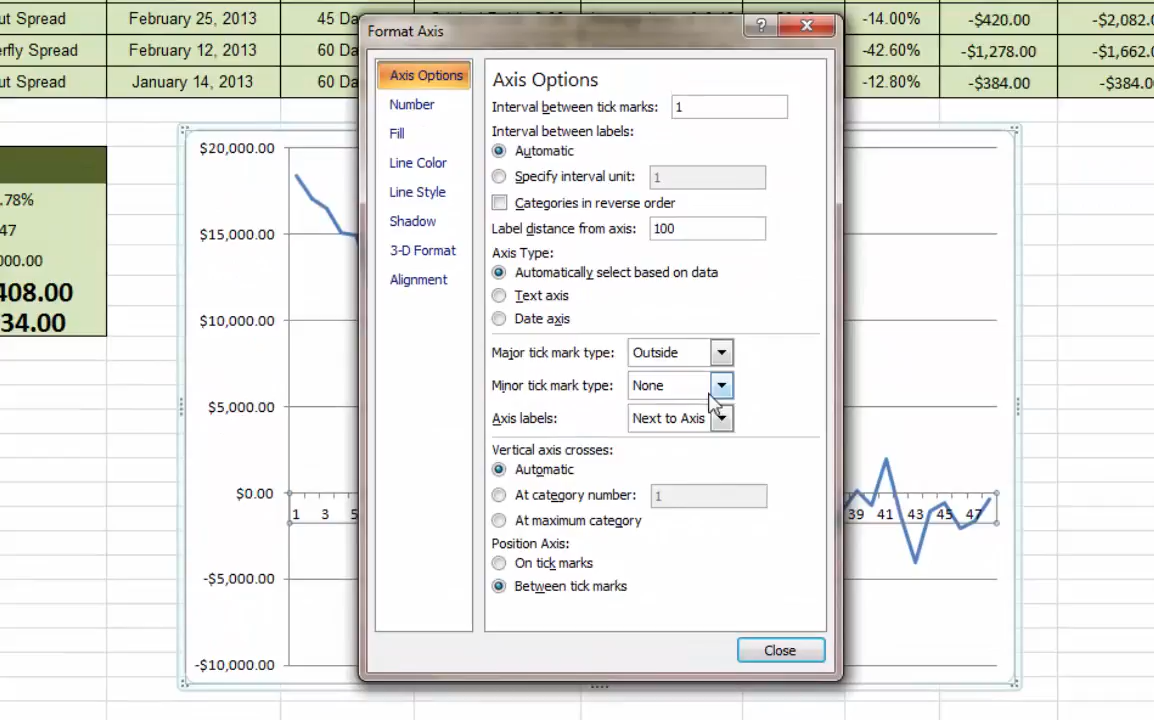 ut Spread February 25, 2013 45 Da -14.00% -$420.00 -$2,082.
erfly Spread February 12, 2013 60 Da -42.60% -$1,278.00 -$1,662.
ut Spread January 14, 2013 60 Da -12.80% -$384.00 -$384.
.78%
47
000.00
408.00
34.00
$20,000.00
$15,000.00
$10,000.00
$5,000.00
$0.00
-$5,000.00
-$10,000.00
1 3 5
39 41 43 45 47
Format Axis
?
Axis Options
Number
Fill
Line Color
Line Style
Shadow
3-D Format
Alignment
Axis Options
Interval between tick marks: 1
Interval between labels:
Automatic
Specify interval unit: 1
Categories in reverse order
Label distance from axis: 100
Axis Type:
Automatically select based on data
Text axis
Date axis
Major tick mark type: Outside
Minor tick mark type: None
Axis labels: Next to Axis
Vertical axis crosses:
Automatic
At category number: 1
At maximum category
Position Axis:
On tick marks
Between tick marks
Close